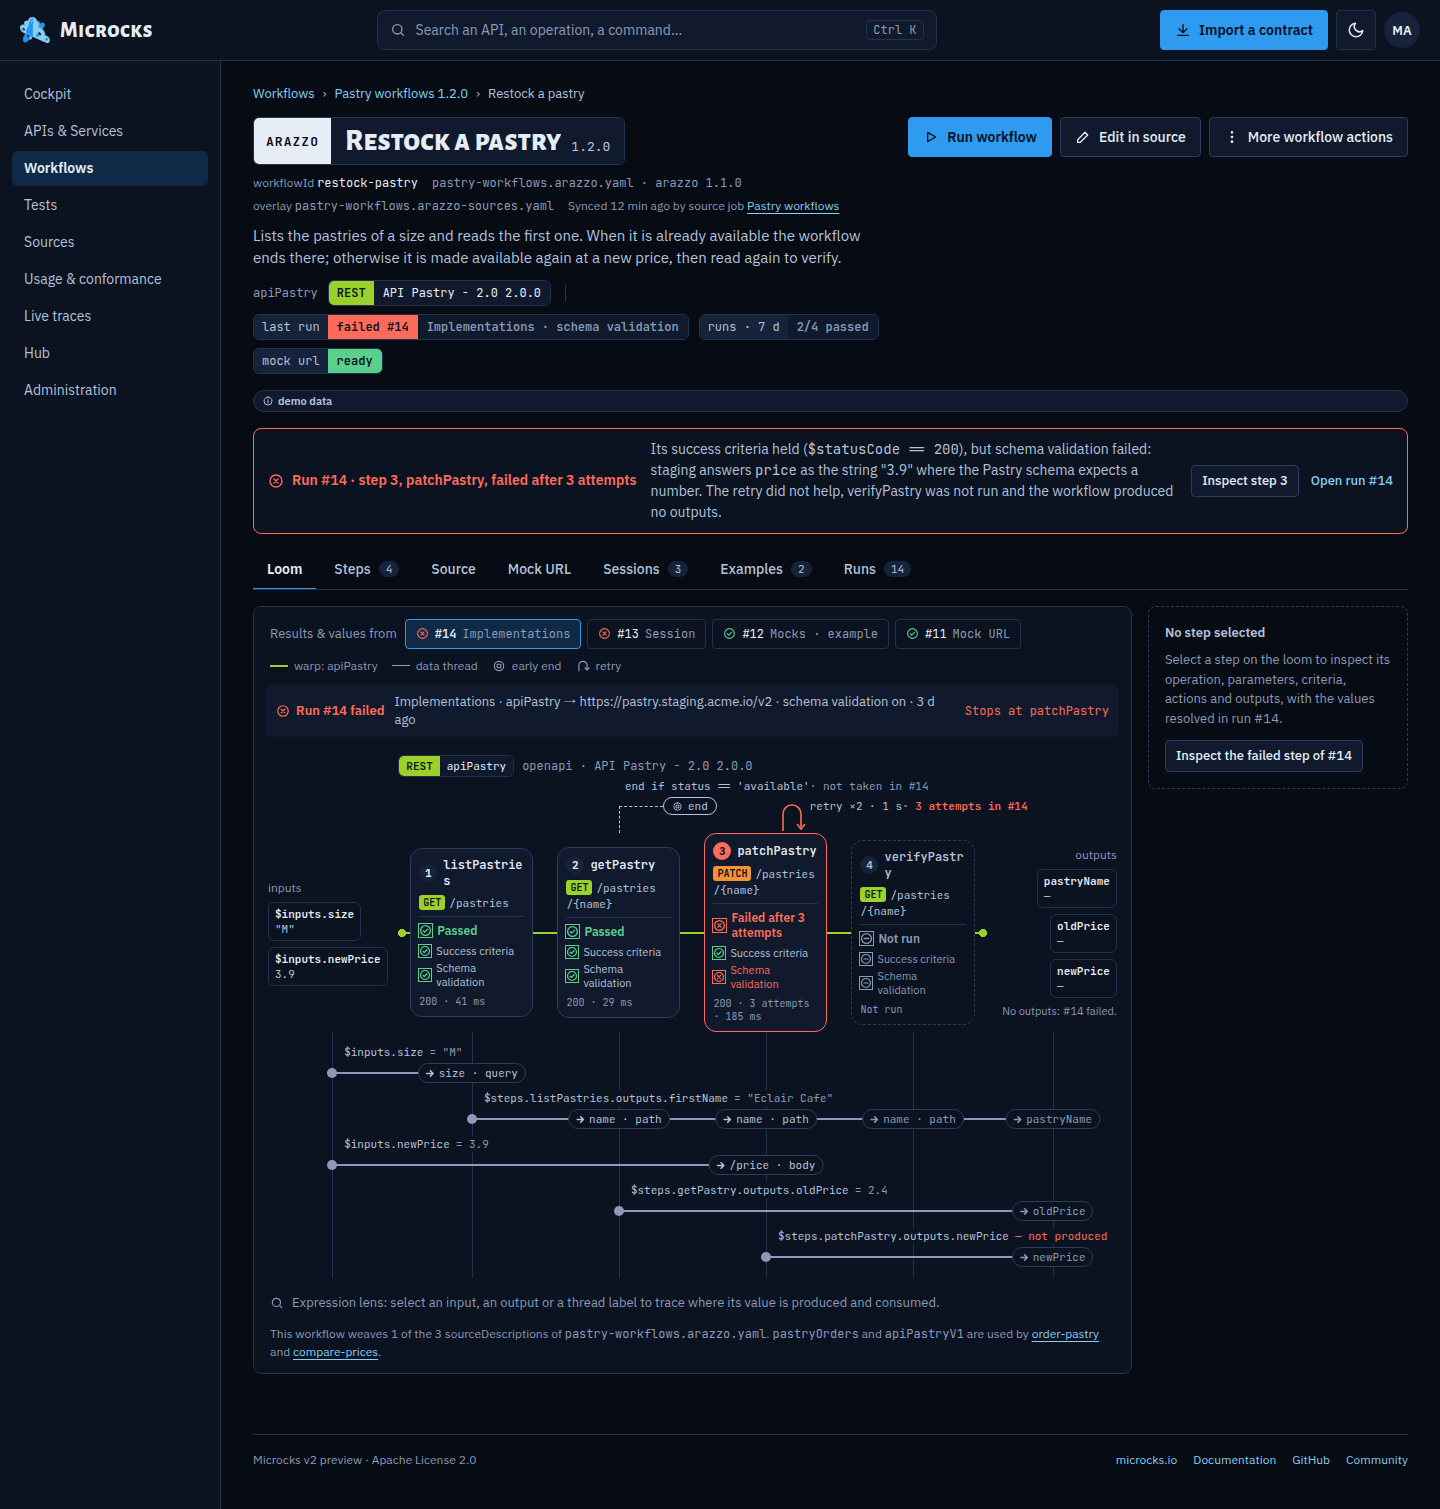 Microcks
Search an API, an operation, a command...
Ctrl K
Import a contract
MA
Cockpit
APIs & Services
Workflows
Tests
Sources
Usage & conformance
Live traces
Hub
Administration
Workflows › Pastry workflows 1.2.0 › Restock a pastry
ARAZZO
Restock a pastry 1.2.0
Run workflow
Edit in source
More workflow actions
workflowId restock-pastry pastry-workflows.arazzo.yaml · arazzo 1.1.0
overlay pastry-workflows.arazzo-sources.yaml Synced 12 min ago by source job Pastry workflows
Lists the pastries of a size and reads the first one. When it is already available the workflow
ends there; otherwise it is made available again at a new price, then read again to verify.
apiPastry REST API Pastry - 2.0 2.0.0
last run failed #14 Implementations · schema validation
runs · 7 d 2/4 passed
mock url ready
demo data
Run #14 · step 3, patchPastry, failed after 3 attempts
Its success criteria held ($statusCode == 200), but schema validation failed:
staging answers price as the string "3.9" where the Pastry schema expects a
number. The retry did not help, verifyPastry was not run and the workflow produced
no outputs.
Inspect step 3
Open run #14
Loom
Steps 4
Source
Mock URL
Sessions 3
Examples 2
Runs 14
Results & values from
#14 Implementations
#13 Session
#12 Mocks · example
#11 Mock URL
warp: apiPastry
data thread
early end
retry
Run #14 failed
Implementations · apiPastry → https://pastry.staging.acme.io/v2 · schema validation on · 3 d
ago
Stops at patchPastry
REST apiPastry openapi · API Pastry - 2.0 2.0.0
end if status == 'available' · not taken in #14
end
retry ×2 · 1 s · 3 attempts in #14
inputs
$inputs.size
"M"
$inputs.newPrice
3.9
1 listPastrie
s
GET /pastries
Passed
Success criteria
Schema
validation
200 · 41 ms
2 getPastry
GET /pastries
/{name}
Passed
Success criteria
Schema
validation
200 · 29 ms
3 patchPastry
PATCH /pastries
/{name}
Failed after 3
attempts
Success criteria
Schema
validation
200 · 3 attempts
· 185 ms
4 verifyPastr
y
GET /pastries
/{name}
Not run
Success criteria
Schema
validation
Not run
outputs
pastryName
—
oldPrice
—
newPrice
—
No outputs: #14 failed.
$inputs.size = "M"
→ size · query
$steps.listPastries.outputs.firstName = "Eclair Cafe"
→ name · path
→ name · path
→ name · path
→ pastryName
$inputs.newPrice = 3.9
→ /price · body
$steps.getPastry.outputs.oldPrice = 2.4
→ oldPrice
$steps.patchPastry.outputs.newPrice — not produced
→ newPrice
Expression lens: select an input, an output or a thread label to trace where its value is produced and consumed.
This workflow weaves 1 of the 3 sourceDescriptions of pastry-workflows.arazzo.yaml. pastryOrders and apiPastryV1 are used by order-pastry
and compare-prices.
No step selected
Select a step on the loom to inspect its
operation, parameters, criteria,
actions and outputs, with the values
resolved in run #14.
Inspect the failed step of #14
Microcks v2 preview · Apache License 2.0
microcks.io
Documentation
GitHub
Community